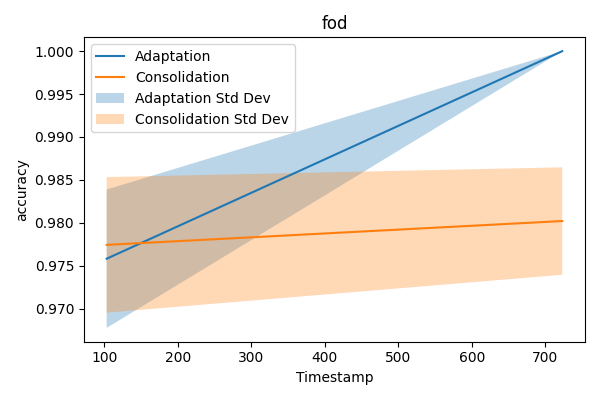 fod
1.000
0.995
0.990
0.985
0.980
0.975
0.970
accuracy
Adaptation
Consolidation
Adaptation Std Dev
Consolidation Std Dev
100 200 300 400 500 600 700
Timestamp